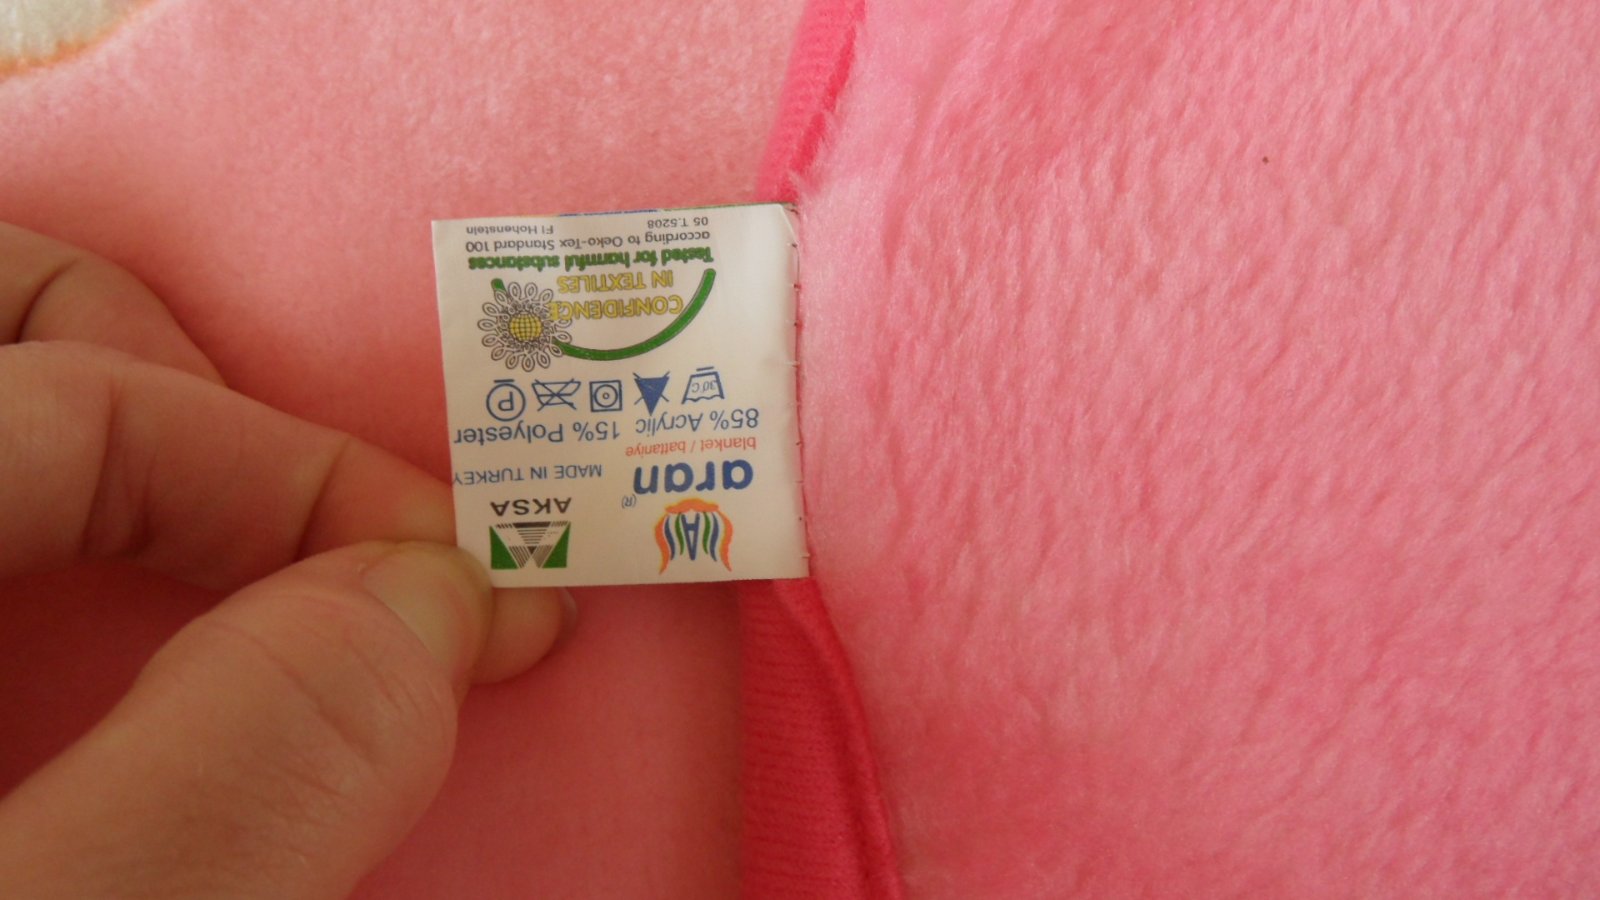 A
aran (R)
blanket / battaniye
AKSA
MADE IN TURKEY
85% Acrylic 15% Polyester
30°C P
CONFIDENCE
IN TEXTILES
Tested for harmful substances
according to Oeko-Tex Standard 100
05 T.5208 FI Hohenstein